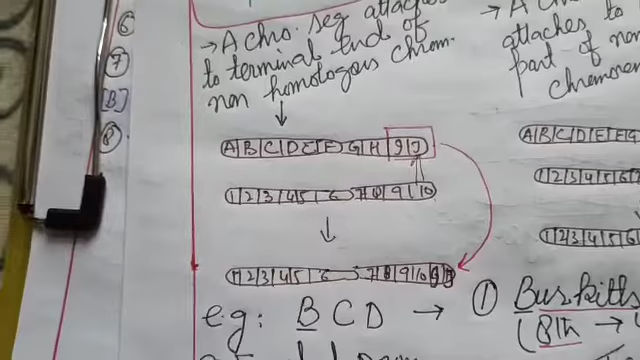 6
7
[B]
8
→ A chro. seg attaches
to terminal end of
non homologous chrom.
→ A
attaches to
part of non
chromo
A B C D E F G H I J
1 2 3 4 5 6 7 8 9 10
1 2 3 4 5 6 7 8 9 10 I J
A B C D E F G
1 2 3 4 5 6
1 2 3 4 5 6
e.g: B C D → ① Burkitt's
(8th →